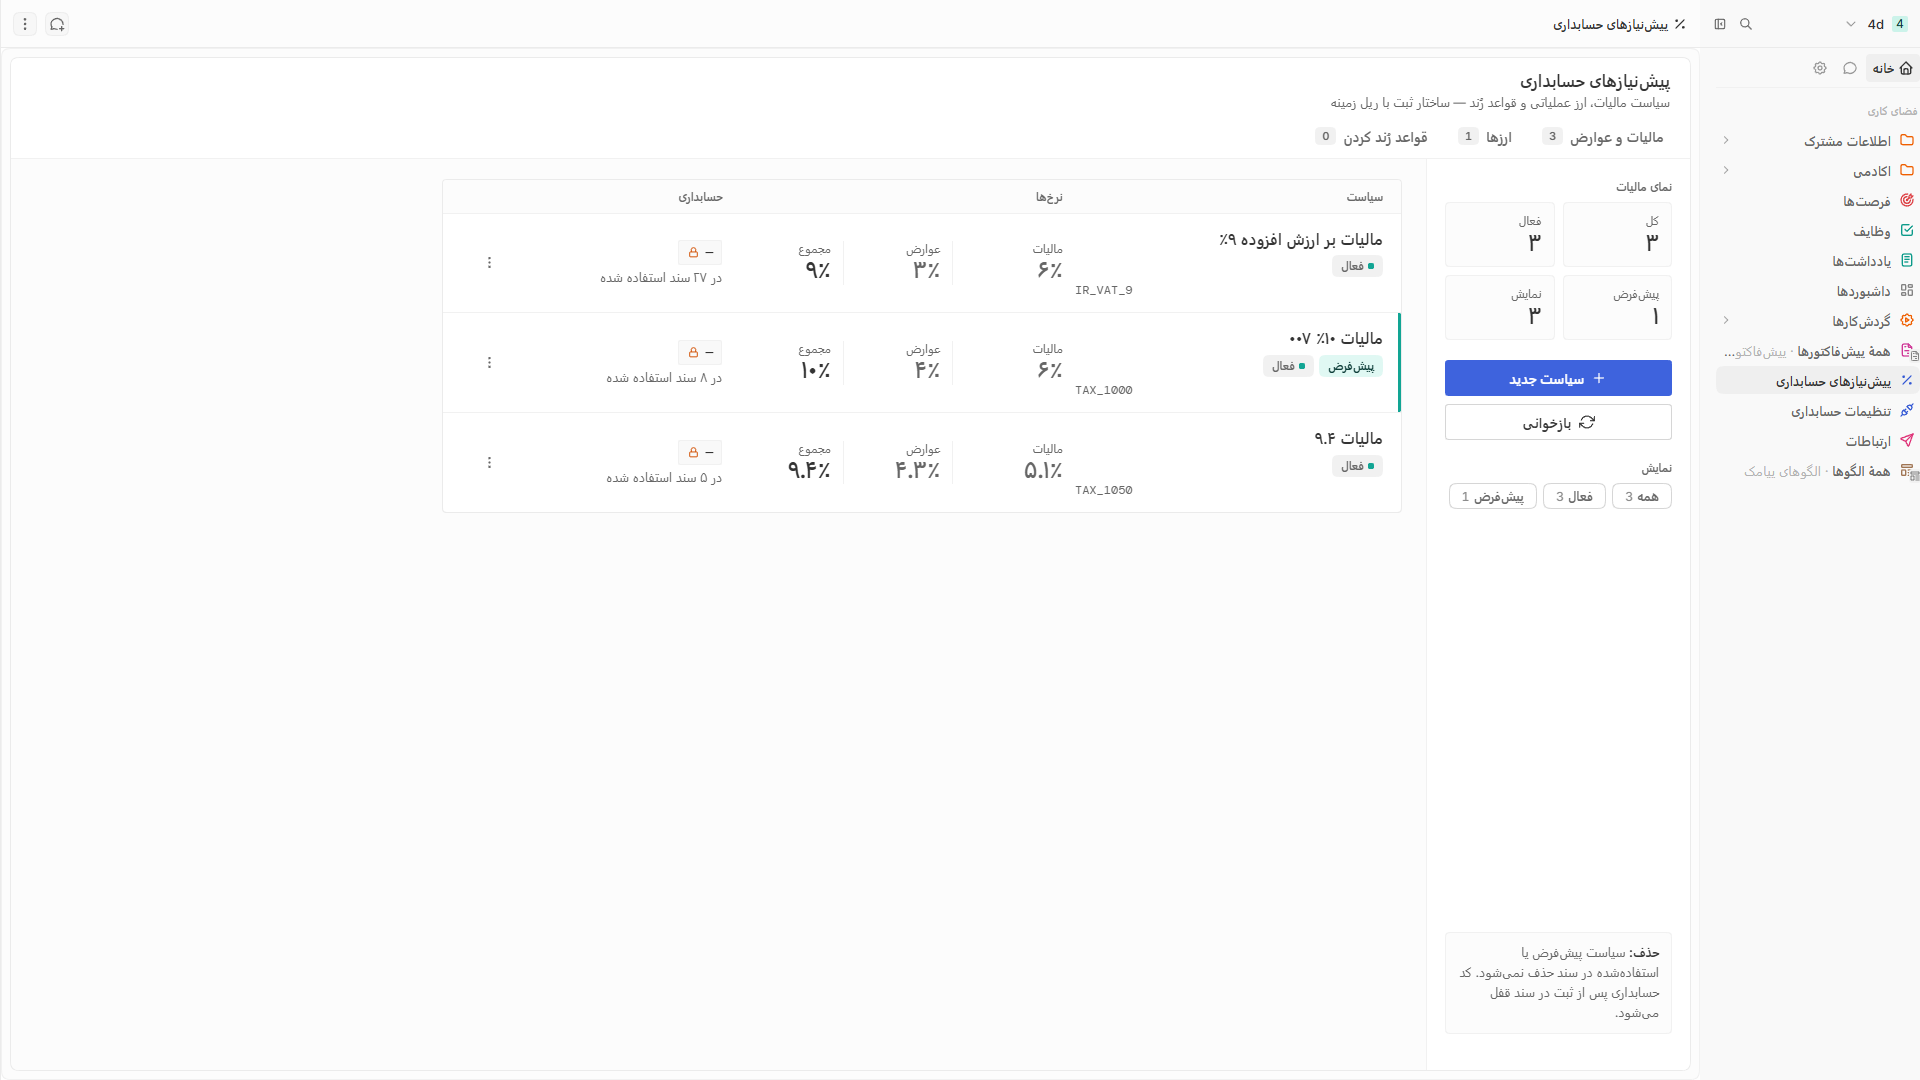 4 4d
پیش‌نیازهای حسابداری
خانه
فضای کاری
اطلاعات مشترک
آکادمی
فرصت‌ها
وظایف
یادداشت‌ها
داشبوردها
گردش‌کارها
همهٔ پیش‌فاکتورها · پیش‌فاکتو...
پیش‌نیازهای حسابداری
تنظیمات حسابداری
ارتباطات
همهٔ الگوها · الگوهای پیامک
پیش‌نیازهای حسابداری
سیاست مالیات، ارز عملیاتی و قواعد رُند — ساختار ثبت با ریل زمینه
مالیات و عوارض 3 ارزها 1 قواعد رُند کردن 0
نمای مالیات
کل
۳
فعال
۳
پیش‌فرض
۱
نمایش
۳
سیاست جدید
بازخوانی
نمایش
همه 3 فعال 3 پیش‌فرض 1
حذف: سیاست پیش‌فرض یا
استفاده‌شده در سند حذف نمی‌شود. کد
حسابداری پس از ثبت در سند قفل
می‌شود.
سیاست نرخ‌ها حسابداری
مالیات بر ارزش افزوده ۹٪
فعال
IR_VAT_9
مالیات عوارض مجموع
۶٪ ۳٪ ۹٪
—
در ۲۷ سند استفاده شده
مالیات ۱۰٪ ۰۰۷
پیش‌فرض فعال
TAX_1000
مالیات عوارض مجموع
۶٪ ۴٪ ۱۰٪
—
در ۸ سند استفاده شده
مالیات ۹.۴
فعال
TAX_1050
مالیات عوارض مجموع
۵.۱٪ ۴.۳٪ ۹.۴٪
—
در ۵ سند استفاده شده